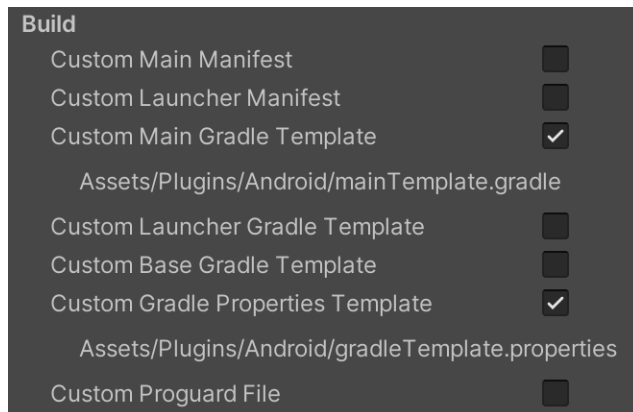 Build
Custom Main Manifest
Custom Launcher Manifest
Custom Main Gradle Template
Assets/Plugins/Android/mainTemplate.gradle
Custom Launcher Gradle Template
Custom Base Gradle Template
Custom Gradle Properties Template
Assets/Plugins/Android/gradleTemplate.properties
Custom Proguard File